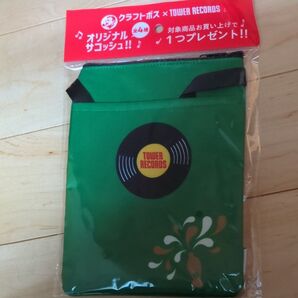 クラフトボス × TOWER RECORDS
オリジナル
サコッシュ!!
全4種
対象商品お買い上げで
1つプレゼント!!
TOWER
RECORDS